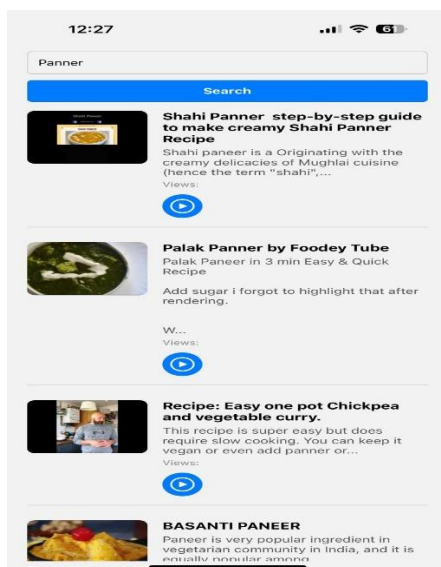 12:27
61
Panner
Search
Shahi Panner step-by-step guide
to make creamy Shahi Panner
Recipe
Shahi paneer is a Originating with the
creamy delicacies of Mughlai cuisine
(hence the term "shahi",...
Views:
Palak Panner by Foodey Tube
Palak Paneer in 3 min Easy & Quick
Recipe
Add sugar i forgot to highlight that after
rendering.
W...
Views:
Recipe: Easy one pot Chickpea
and vegetable curry.
This recipe is super easy but does
require slow cooking. You can keep it
vegan or even add panner or...
Views:
BASANTI PANEER
Paneer is very popular ingredient in
vegetarian community in India, and it is
equally popular among